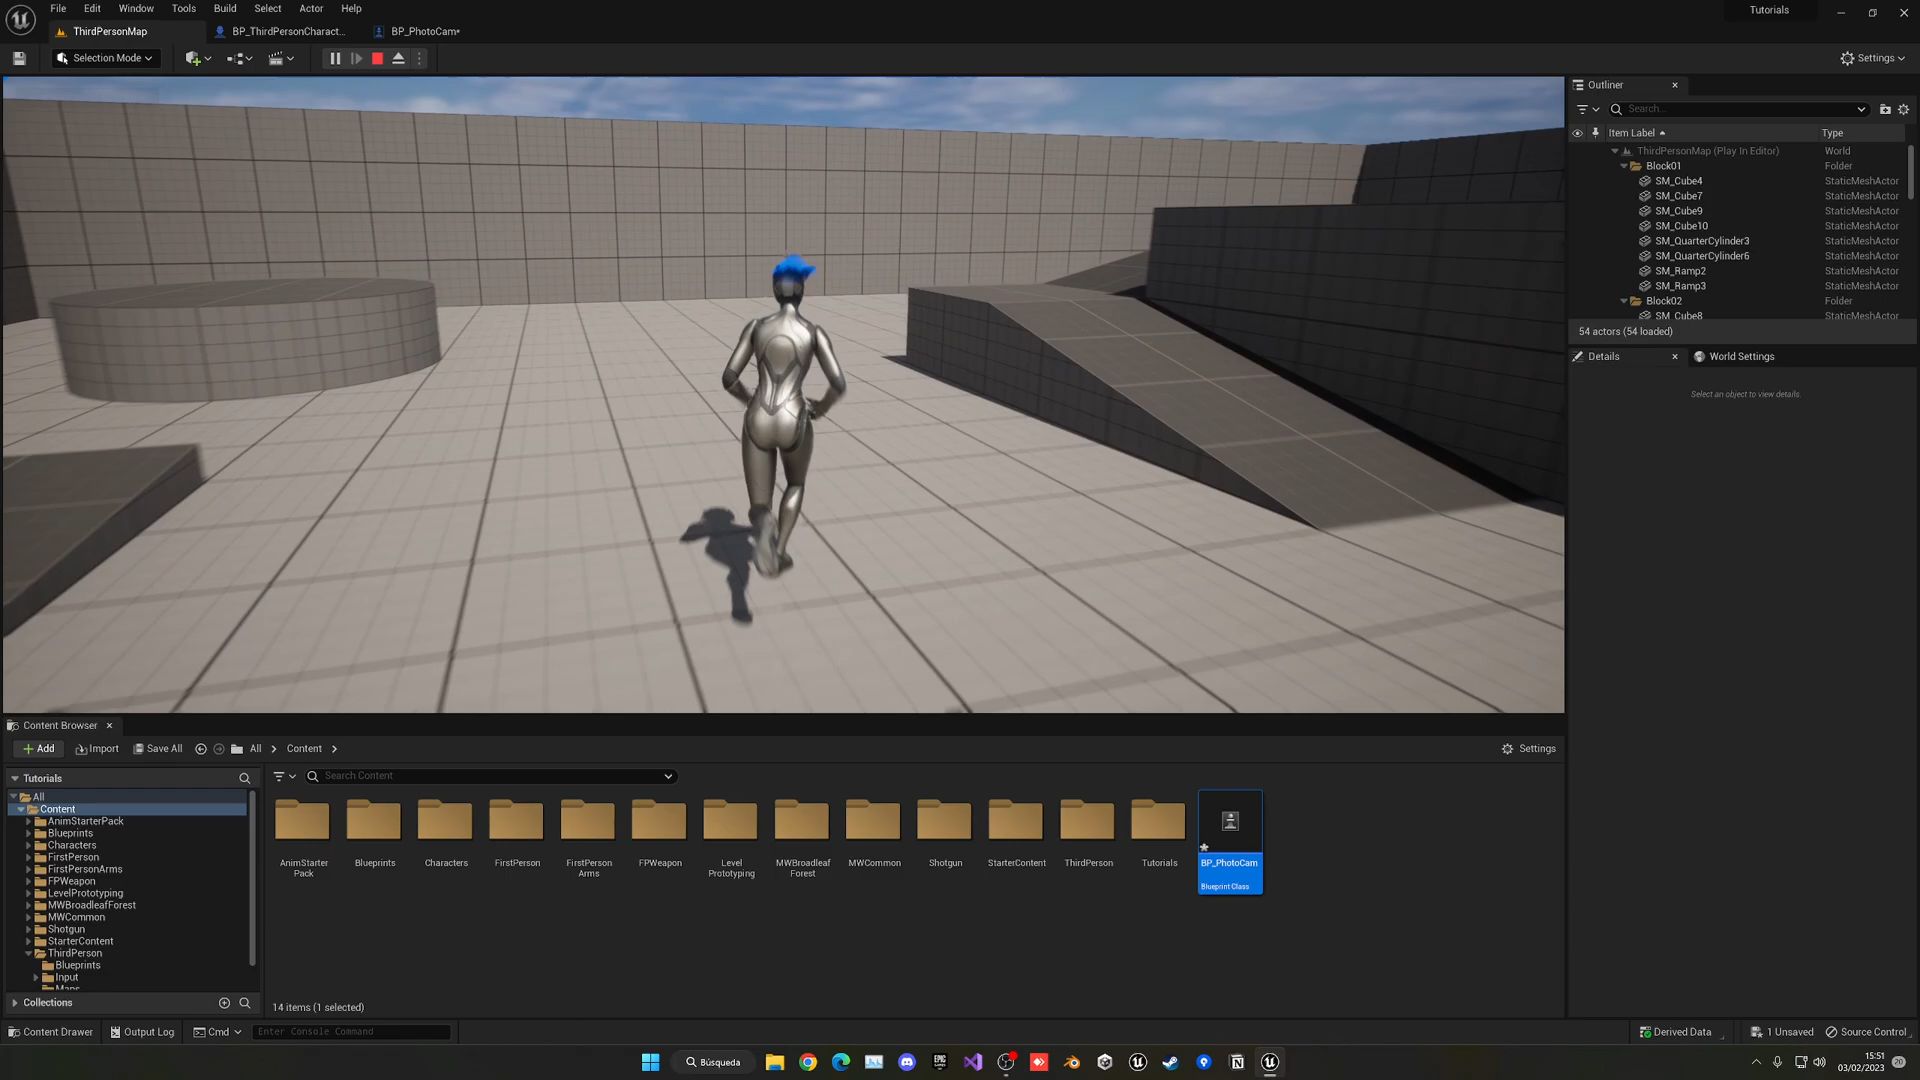 File Edit Window Tools Build Select Actor Help
Tutorials
ThirdPersonMap
BP_ThirdPersonCharact...
BP_PhotoCam*
Selection Mode
Settings
Outliner
Search...
Item Label
Type
ThirdPersonMap (Play In Editor) World
Block01 Folder
SM_Cube4 StaticMeshActor
SM_Cube7 StaticMeshActor
SM_Cube9 StaticMeshActor
SM_Cube10 StaticMeshActor
SM_QuarterCylinder3 StaticMeshActor
SM_QuarterCylinder6 StaticMeshActor
SM_Ramp2 StaticMeshActor
SM_Ramp3 StaticMeshActor
Block02 Folder
SM_Cube8 StaticMeshActor
54 actors (54 loaded)
Details
World Settings
Select an object to view details.
Content Browser
Add
Import
Save All
All
Content
Settings
Tutorials
Search Content
All
Content
AnimStarterPack
Blueprints
Characters
FirstPerson
FirstPersonArms
FPWeapon
LevelPrototyping
MWBroadleafForest
MWCommon
Shotgun
StarterContent
ThirdPerson
Blueprints
Input
Maps
Collections
AnimStarter
Pack
Blueprints
Characters
FirstPerson
FirstPerson
Arms
FPWeapon
Level
Prototyping
MWBroadleaf
Forest
MWCommon
Shotgun
StarterContent
ThirdPerson
Tutorials
BP_PhotoCam
Blueprint Class
14 items (1 selected)
Content Drawer
Output Log
Cmd
Enter Console Command
Derived Data
1 Unsaved
Source Control
Búsqueda
15:51
03/02/2023
20